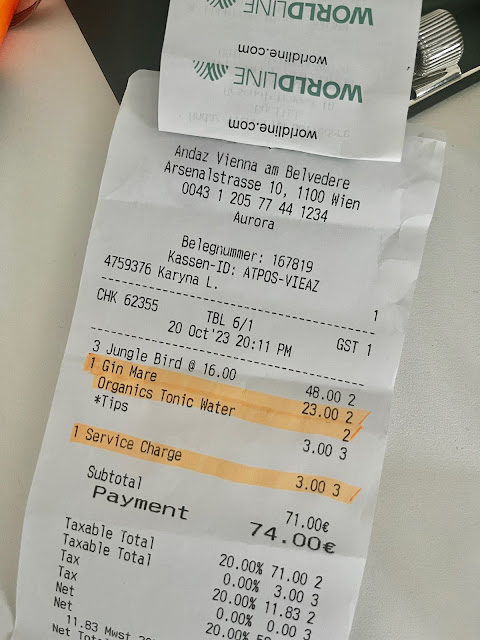 WORLDLINE
worldline.com
WORLDLINE
worldline.com
Andaz Vienna am Belvedere
Arsenalstrasse 10, 1100 Wien
0043 1 205 77 44 1234
Aurora
Belegnummer: 167819
Kassen-ID: ATPOS-VIEAZ
4759376 Karyna L. 1
CHK 62355 TBL 6/1 GST 1
20 Oct'23 20:11 PM
3 Jungle Bird @ 16.00 48.00 2
1 Gin Mare 23.00 2
Organics Tonic Water 2
*Tips 3.00 3
1 Service Charge 3.00 3
Subtotal 71.00€
Payment 74.00€
Taxable Total 20.00% 71.00 2
Taxable Total 0.00% 3.00 3
Tax 20.00% 11.83 2
Tax 0.00% 0.00 3
Net 20.00%
Net
11.83 Mwst
Net